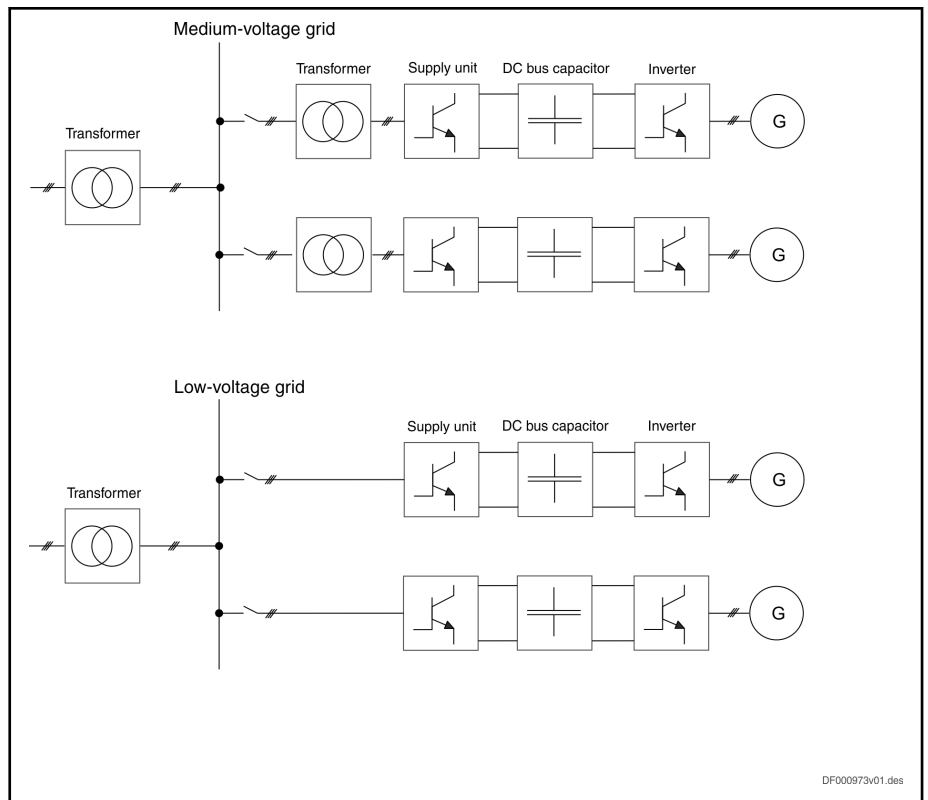 Medium-voltage grid
Transformer
Supply unit
DC bus capacitor
Inverter
G
Transformer
G
Low-voltage grid
Supply unit
DC bus capacitor
Inverter
G
Transformer
G
DF000973v01.des